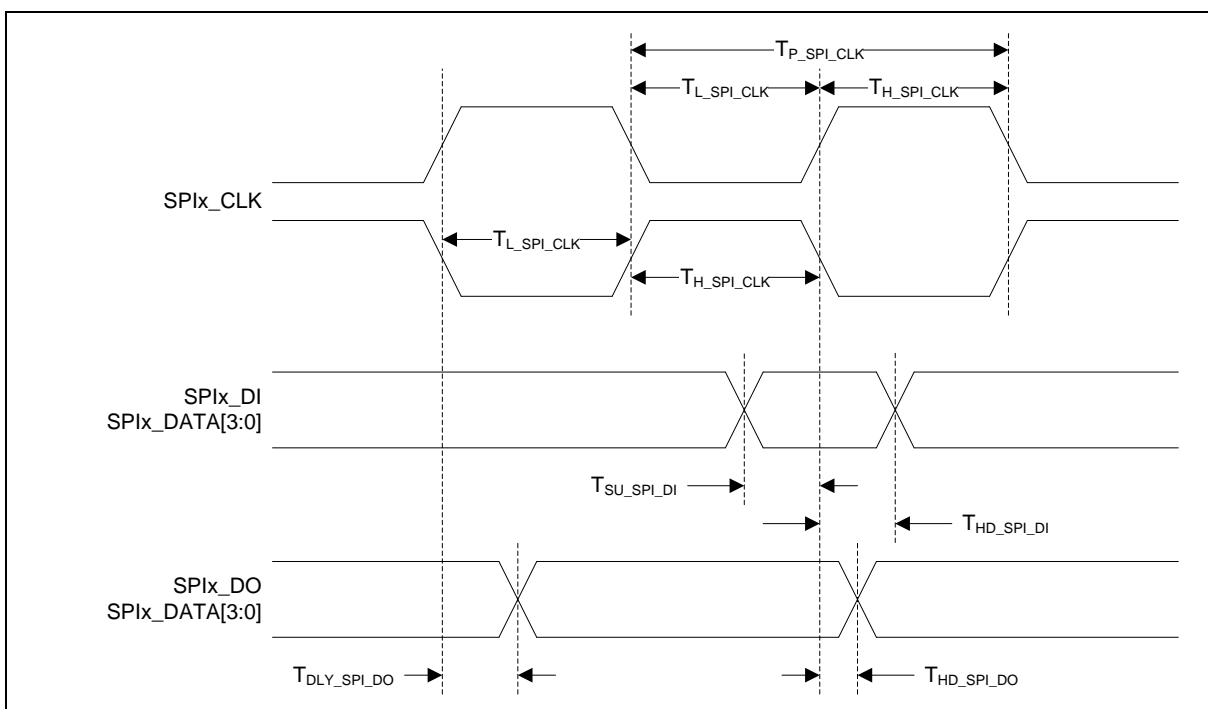 T_P_SPI_CLK
T_L_SPI_CLK
T_H_SPI_CLK
SPIx_CLK
T_L_SPI_CLK
T_H_SPI_CLK
SPIx_DI
SPIx_DATA[3:0]
T_SU_SPI_DI
T_HD_SPI_DI
SPIx_DO
SPIx_DATA[3:0]
T_DLY_SPI_DO
T_HD_SPI_DO